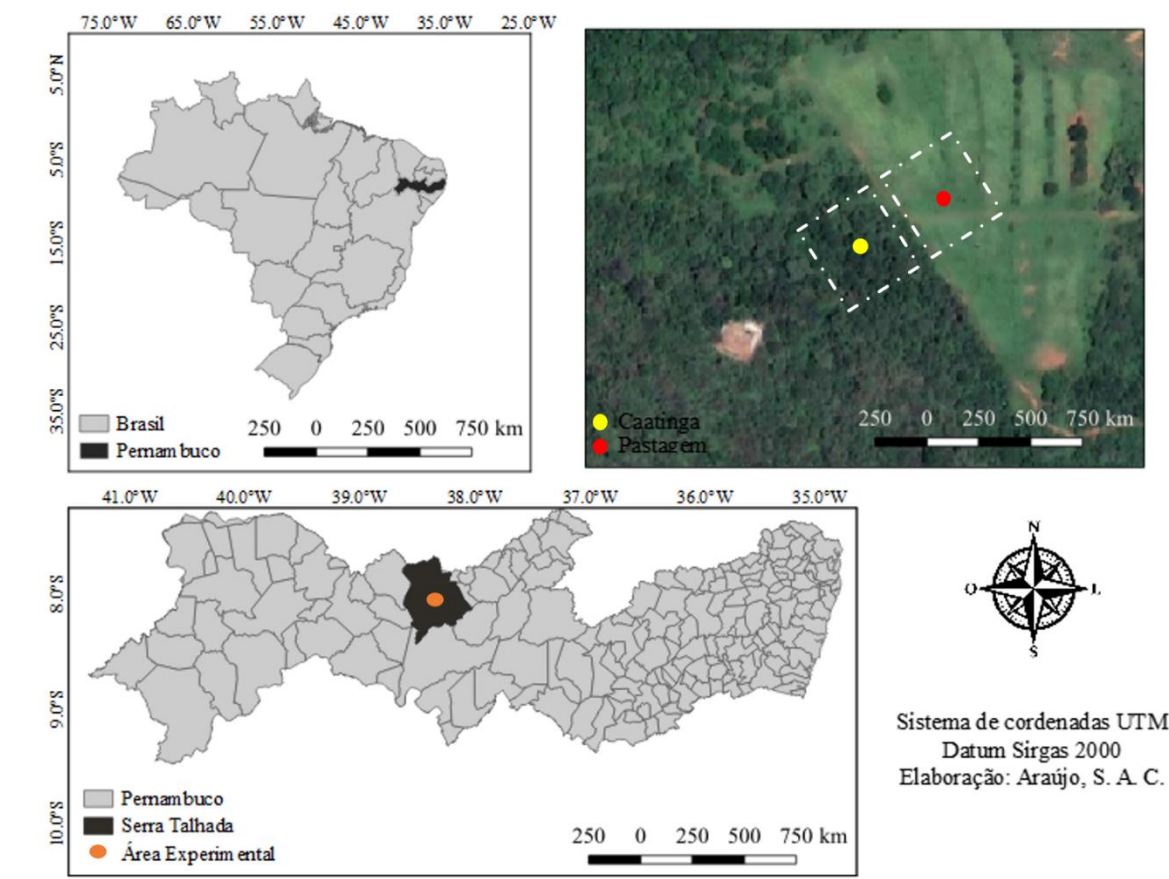 75.0°W 65.0°W 55.0°W 45.0°W 35.0°W 25.0°W
5.0°N
5.0°S
15.0°S
25.0°S
35.0°S
Brasil
Pernambuco
250 0 250 500 750 km
Caatinga
Pastagem
250 0 250 500 750 km
41.0°W 40.0°W 39.0°W 38.0°W 37.0°W 36.0°W 35.0°W
8.0°S
9.0°S
10.0°S
Pernambuco
Serra Talhada
Área Experimental
250 0 250 500 750 km
N
O L
S
Sistema de cordenadas UTM
Datum Sirgas 2000
Elaboração: Araújo, S. A. C.